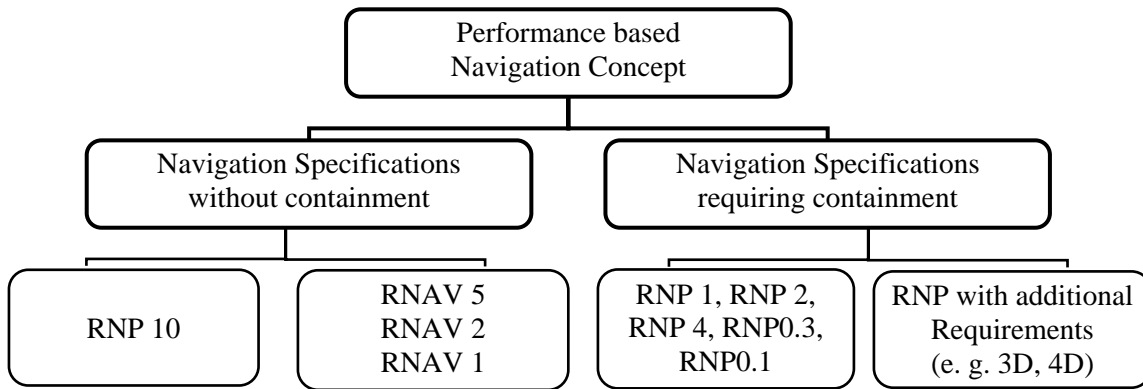 Performance based
Navigation Concept
Navigation Specifications
without containment
Navigation Specifications
requiring containment
RNP 10
RNAV 5
RNAV 2
RNAV 1
RNP 1, RNP 2,
RNP 4, RNP0.3,
RNP0.1
RNP with additional
Requirements
(e. g. 3D, 4D)